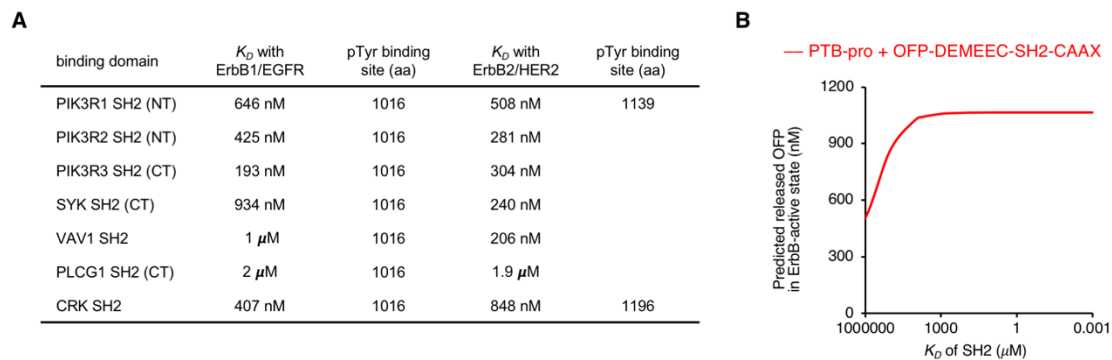 A
binding domain
K_D with ErbB1/EGFR
pTyr binding site (aa)
K_D with ErbB2/HER2
pTyr binding site (aa)
PIK3R1 SH2 (NT) 646 nM 1016 508 nM 1139
PIK3R2 SH2 (NT) 425 nM 1016 281 nM
PIK3R3 SH2 (CT) 193 nM 1016 304 nM
SYK SH2 (CT) 934 nM 1016 240 nM
VAV1 SH2 1 μM 1016 206 nM
PLCG1 SH2 (CT) 2 μM 1016 1.9 μM
CRK SH2 407 nM 1016 848 nM 1196
B
PTB-pro + OFP-DEMEEC-SH2-CAAX
Predicted released OFP
in ErbB-active state (nM)
1200
900
600
300
0
1000000 1000 1 0.001
K_D of SH2 (μM)